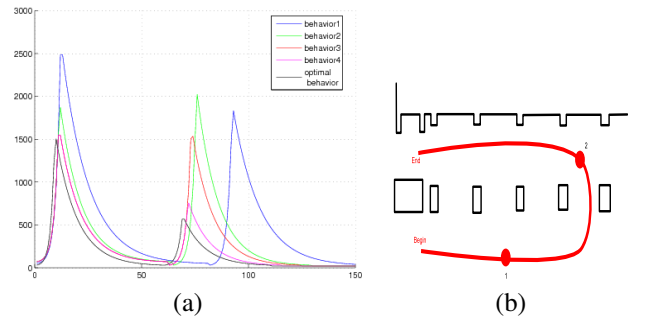 3000
2500
2000
1500
1000
500
0
0
50
100
150
behavior1
behavior2
behavior3
behavior4
optimal
behavior
(a)
2
End
Begin
1
(b)